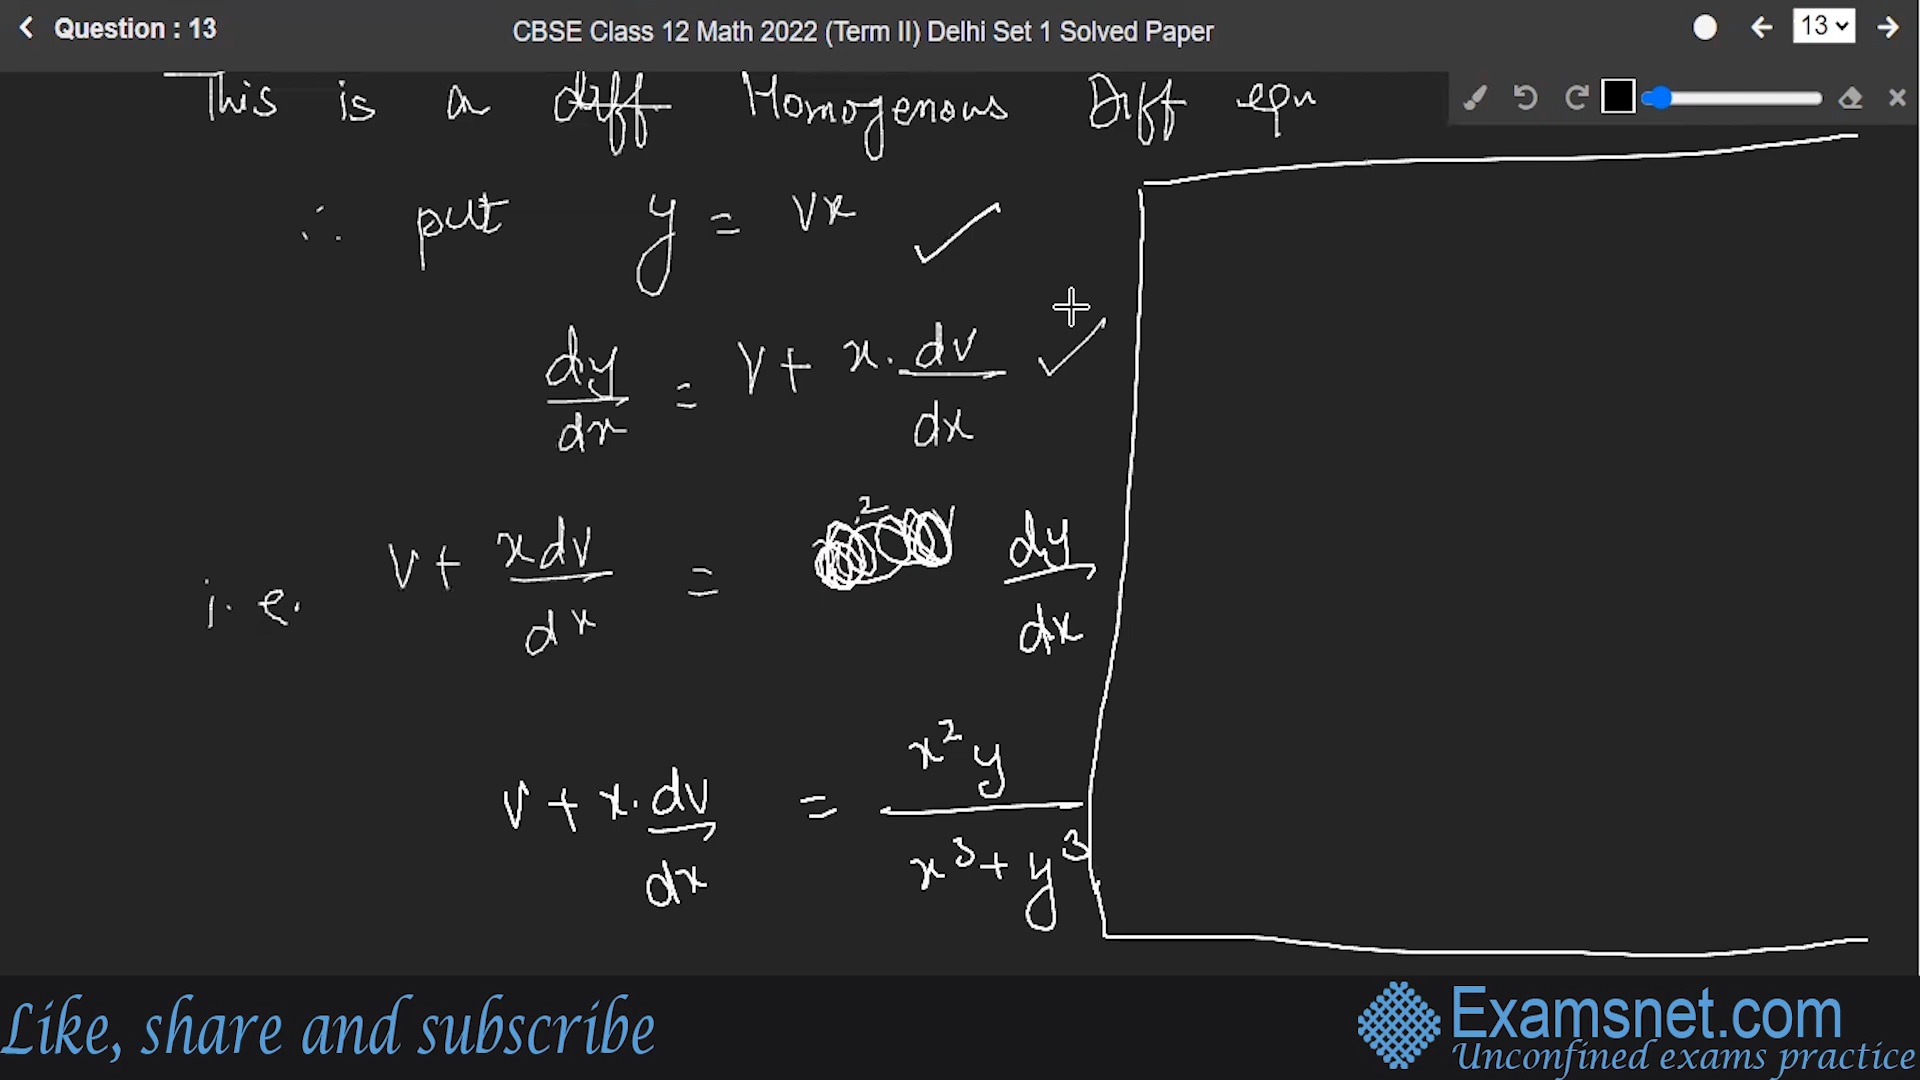 Question : 13
CBSE Class 12 Math 2022 (Term II) Delhi Set 1 Solved Paper
13
This is a diff Homogenous Diff eqn
∴ put y = vx ✓
dy/dx = v + x. dv/dx ✓
i.e. v + xdv/dx = dy/dx
v + x. dv/dx = x²y/x³+y³
Like, share and subscribe
Examsnet.com
Unconfined exams practice